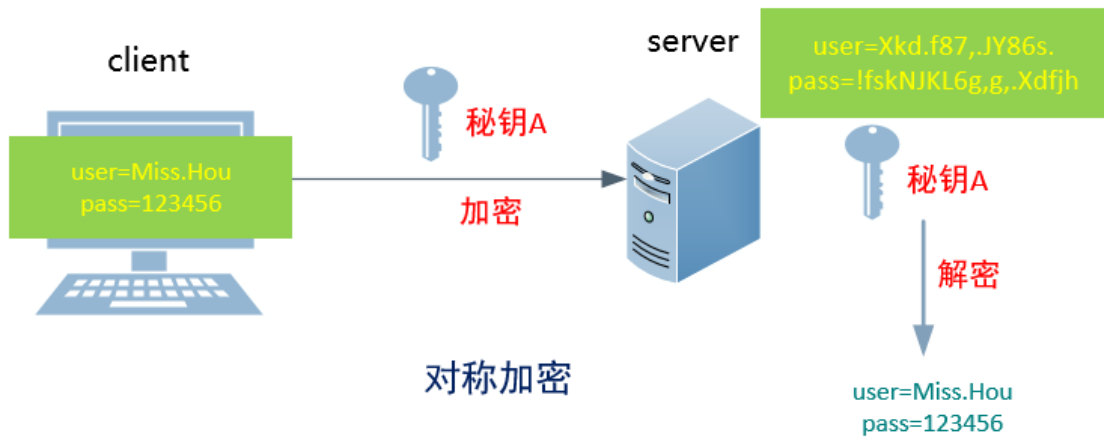 client
server
user=Xkd.f87,.JY86s.
pass=!fskNJKL6g,g,.Xdfjh
秘钥A
user=Miss.Hou
pass=123456
加密
秘钥A
解密
对称加密
user=Miss.Hou
pass=123456